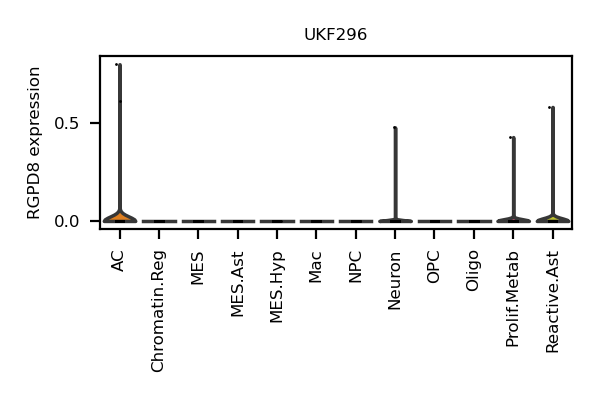 UKF296
RGPD8 expression
0.5
0.0
AC
Chromatin.Reg
MES
MES.Ast
MES.Hyp
Mac
NPC
Neuron
OPC
Oligo
Prolif.Metab
Reactive.Ast